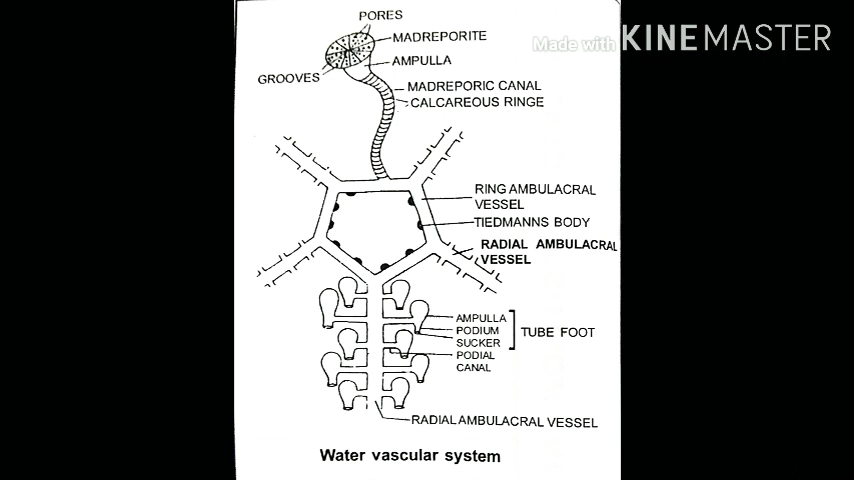 PORES
Made with KINEMASTER
MADREPORITE
AMPULLA
GROOVES
MADREPORIC CANAL
CALCAREOUS RINGE
RING AMBULACRAL
VESSEL
TIEDMANNS BODY
RADIAL AMBULACRAL
VESSEL
AMPULLA
PODIUM
SUCKER
TUBE FOOT
PODIAL
CANAL
RADIAL AMBULACRAL VESSEL
Water vascular system